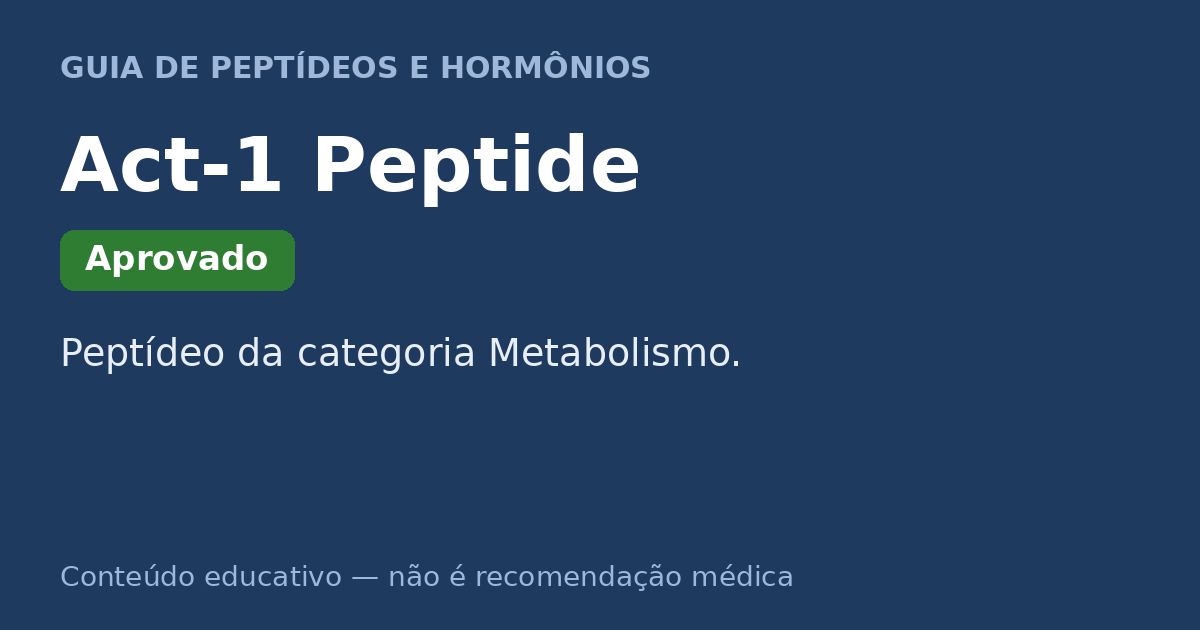 GUIA DE PEPTÍDEOS E HORMÔNIOS
Act-1 Peptide
Aprovado
Peptídeo da categoria Metabolismo.
Conteúdo educativo — não é recomendação médica